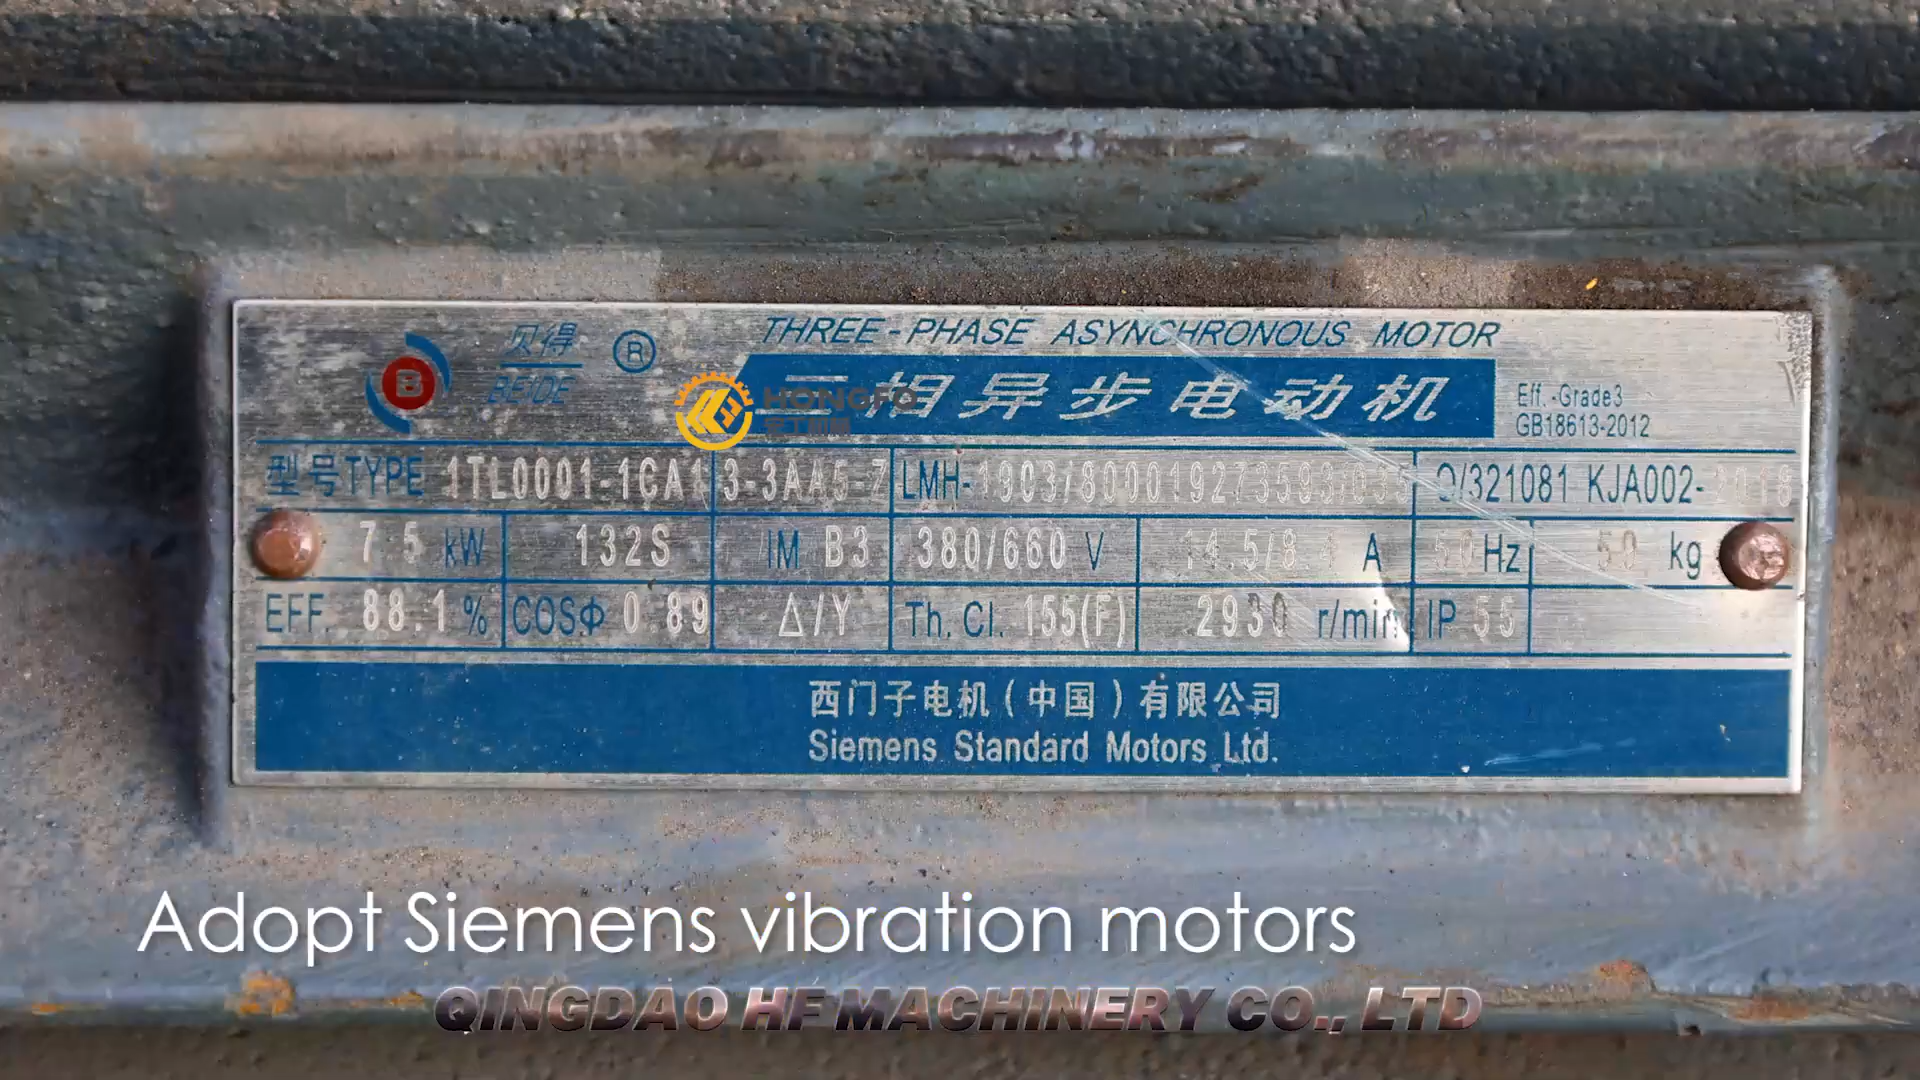 贝得 ® THREE-PHASE ASYNCHRONOUS MOTOR
B BEIDE 三相异步电动机 Eff.-Grade3
HONGFA GB18613-2012
型号TYPE 1TL0001-1CA13-3AA5-Z LMH- Q/321081 KJA002-2018
7.5 kW 132S IM B3 380/660 V 14.5/8.4 A 50 Hz kg
EFF. 88.1 % COSΦ 0.89 Δ/Y Th. Cl. 155(F) 2930 r/min IP 55
西门子电机(中国)有限公司
Siemens Standard Motors Ltd.
Adopt Siemens vibration motors
QINGDAO HF MACHINERY CO., LTD